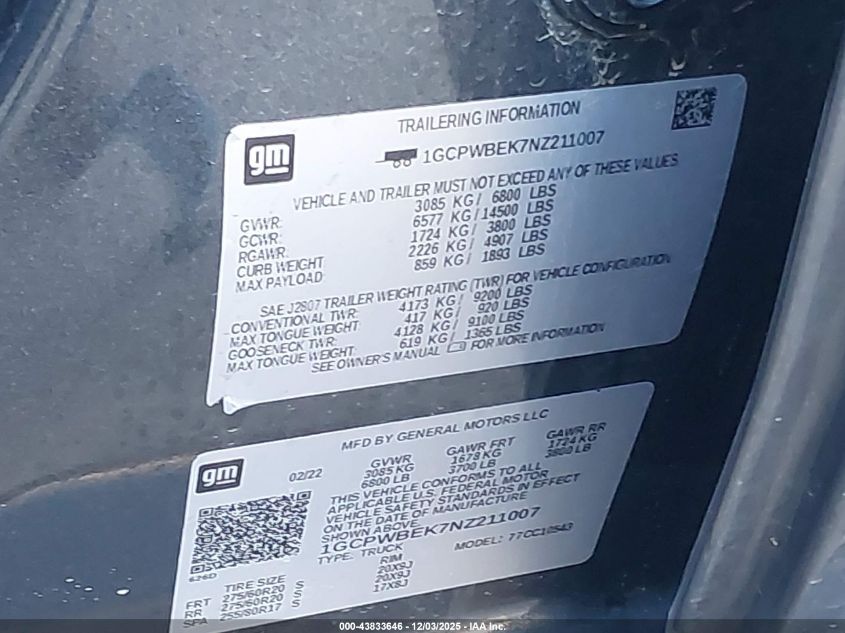 TRAILERING INFORMATION
gm
1GCPWBEK7NZ211007
VEHICLE AND TRAILER MUST NOT EXCEED ANY OF THESE VALUES
GVWR: 3085 KG / 6800 LBS
GCWR: 6577 KG / 14500 LBS
RGAWR: 1724 KG / 3800 LBS
CURB WEIGHT 2226 KG / 4907 LBS
MAX PAYLOAD: 859 KG / 1893 LBS
SAE J2807 TRAILER WEIGHT RATING (TWR) FOR VEHICLE CONFIGURATION
CONVENTIONAL TWR: 4173 KG / 9200 LBS
MAX TONGUE WEIGHT: 417 KG / 920 LBS
GOOSENECK TWR: 4128 KG / 9100 LBS
MAX TONGUE WEIGHT: 619 KG / 1365 LBS
SEE OWNER'S MANUAL FOR MORE INFORMATION
gm
MFD BY GENERAL MOTORS LLC
02/22 GVWR GAWR FRT GAWR RR
3085 KG 1678 KG 1724 KG
6800 LB 3700 LB 3800 LB
THIS VEHICLE CONFORMS TO ALL
APPLICABLE U.S. FEDERAL MOTOR
VEHICLE SAFETY STANDARDS IN EFFECT
ON THE DATE OF MANUFACTURE
SHOWN ABOVE.
1GCPWBEK7NZ211007
TYPE: TRUCK MODEL: 77CC10543
626D
TIRE SIZE RIM
FRT 275/60R20 S 20X9J
RR 275/60R20 S 20X9J
SPA 255/80R17 S 17X8J
000-43833646 - 12/03/2025 - IAA Inc.